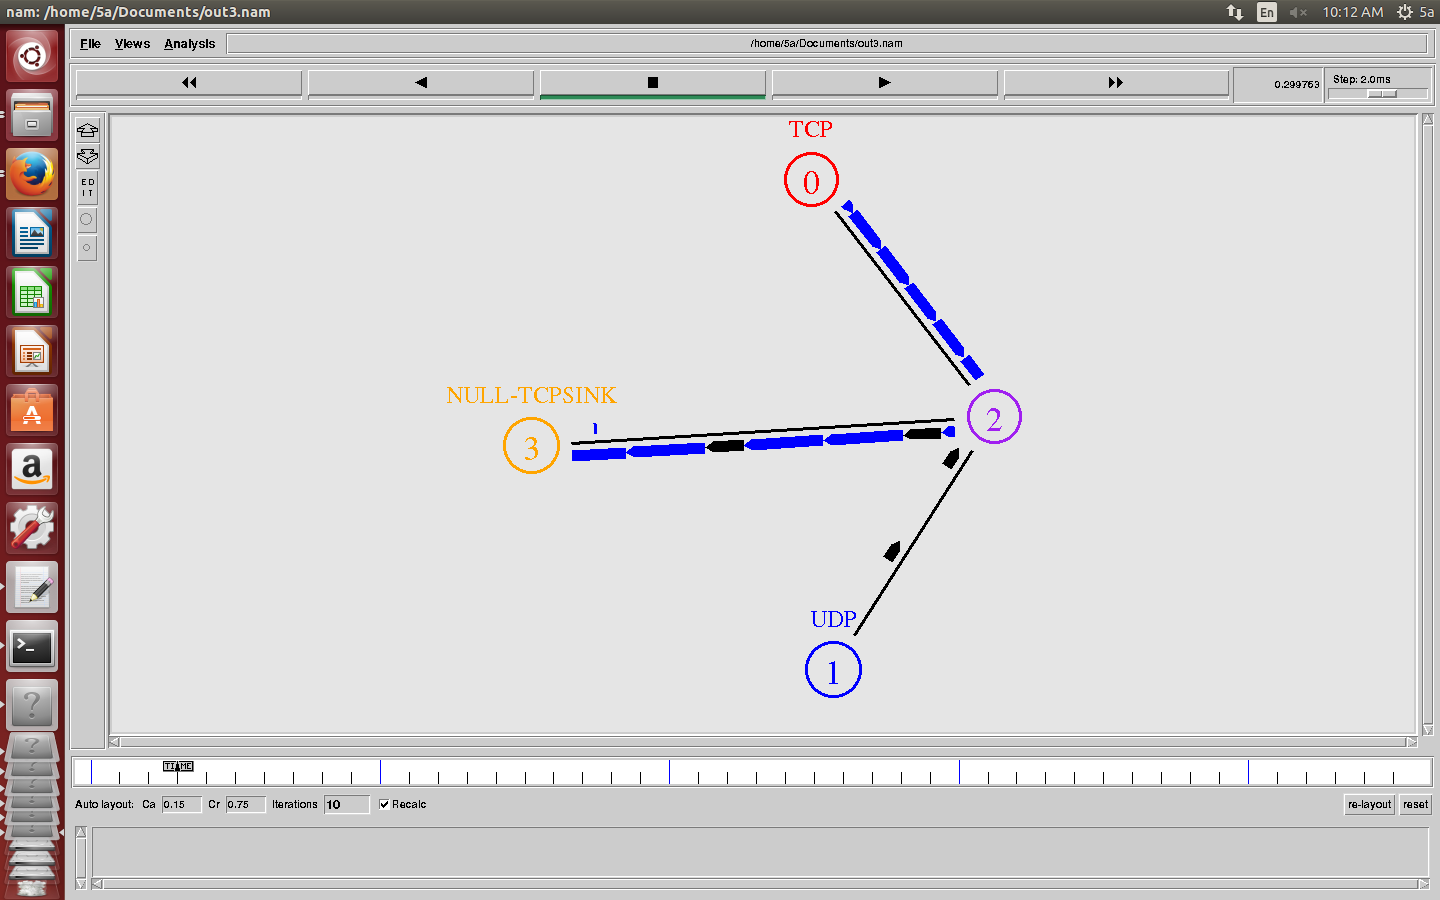 nam: /home/5a/Documents/out3.nam
En
10:12 AM
5a
File Views Analysis
/home/5a/Documents/out3.nam
0.299763
Step: 2.0ms
ED
IT
TCP
0
NULL-TCPSINK
3
2
UDP
1
TIME
Auto layout: Ca 0.15 Cr 0.75 Iterations 10 Recalc
re-layout reset